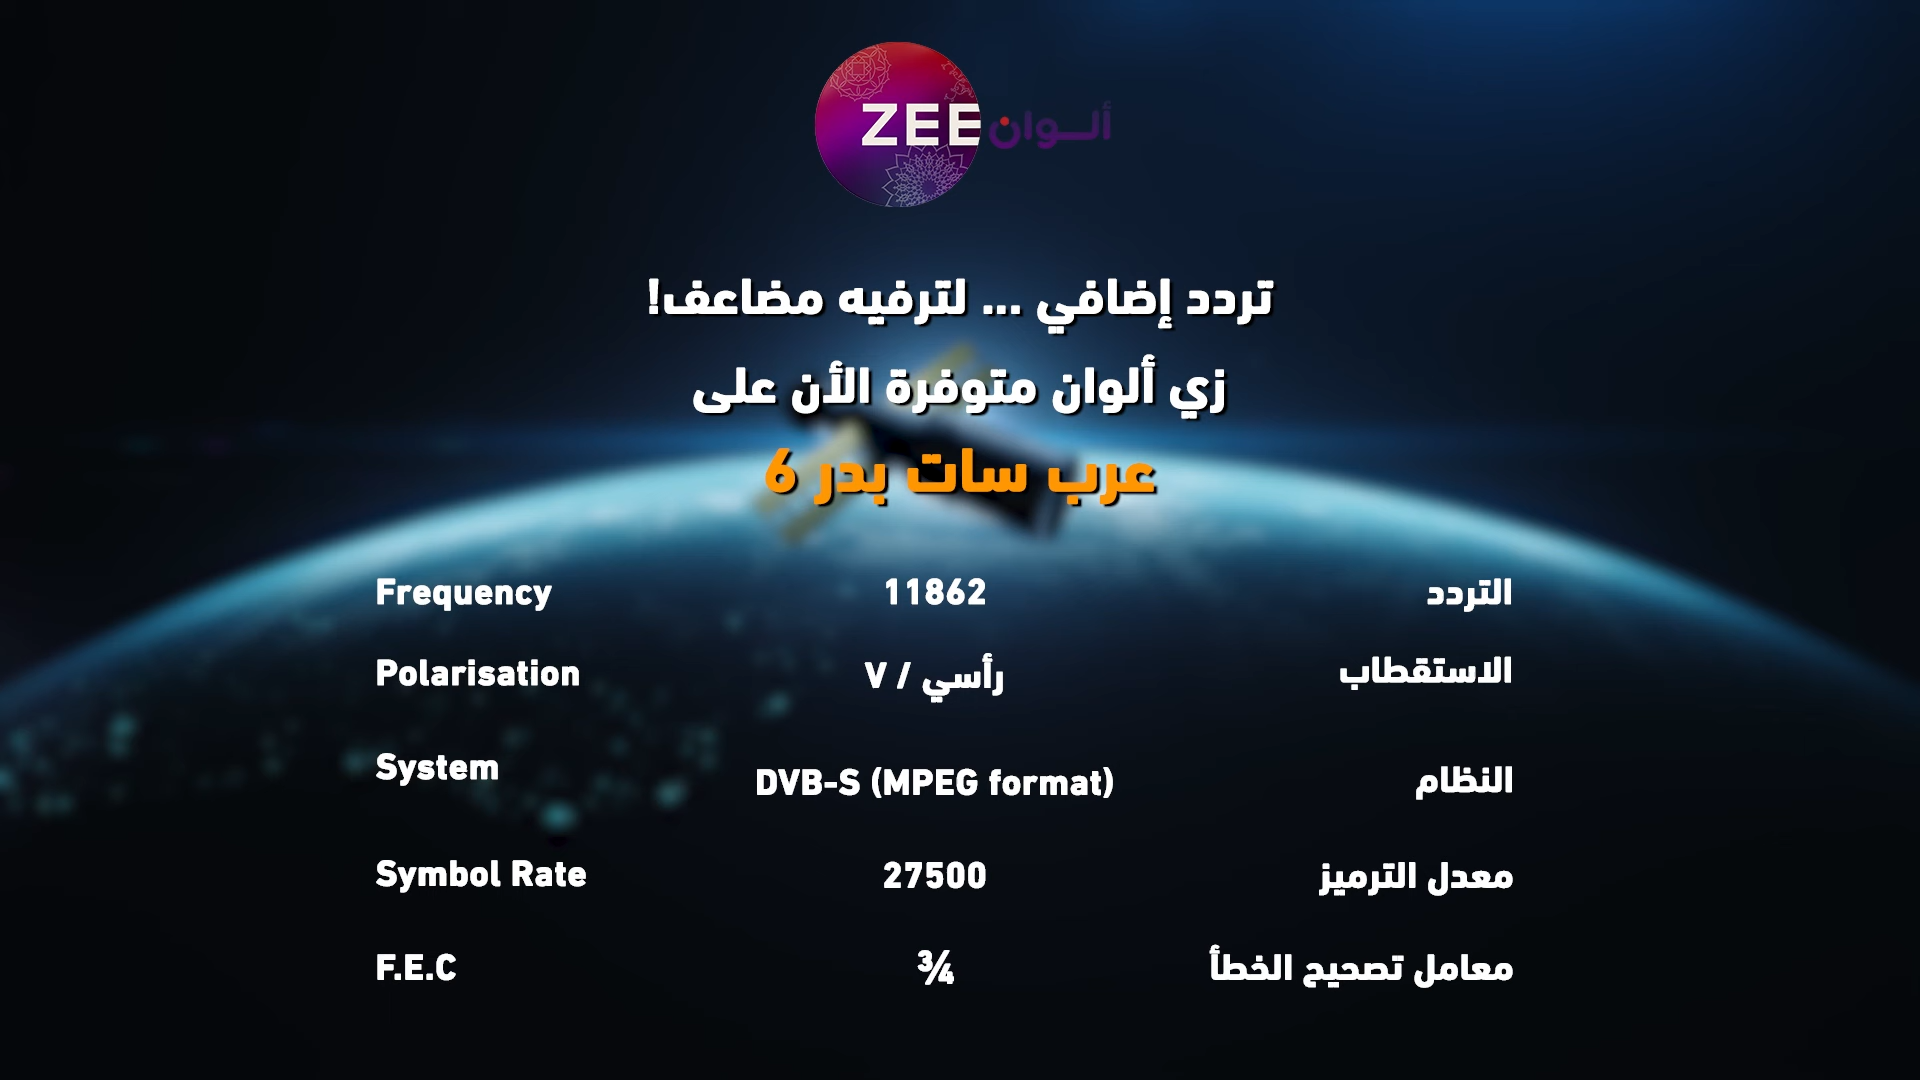 ZEE ألوان
تردد إضافي ... لترفيه مضاعف!
زي ألوان متوفرة الأن على
عرب سات بدر 6
Frequency 11862 التردد
Polarisation رأسي / V الاستقطاب
System DVB-S (MPEG format) النظام
Symbol Rate 27500 معدل الترميز
F.E.C ¾ معامل تصحيح الخطأ